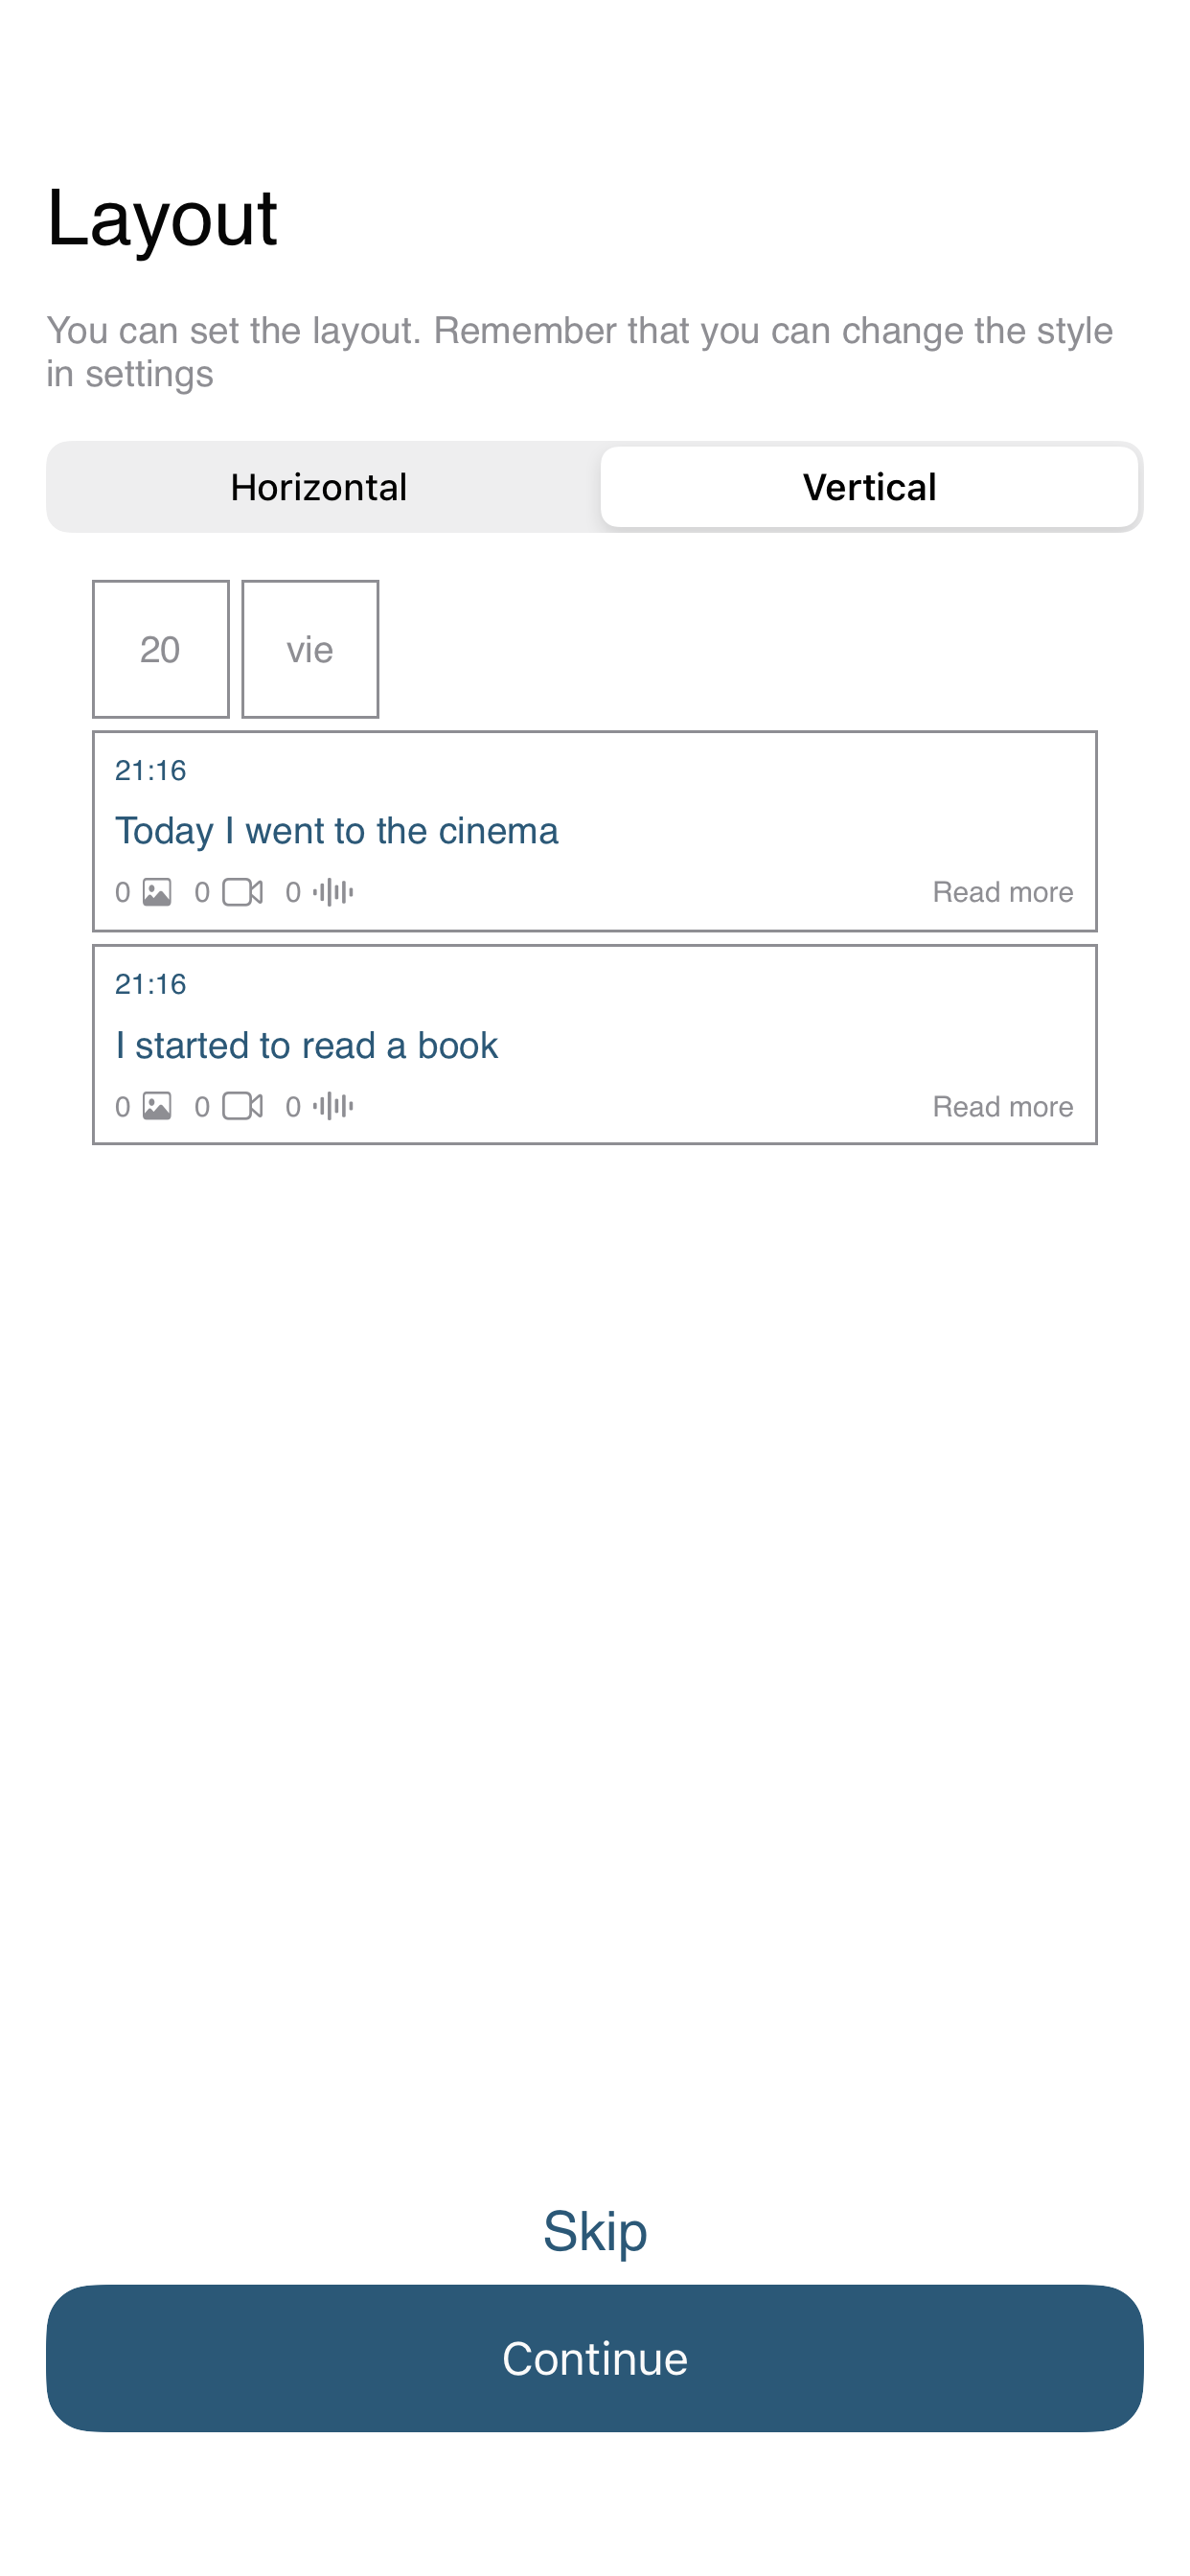 Layout
You can set the layout. Remember that you can change the style
in settings
Horizontal Vertical
20 vie
21:16
Today I went to the cinema
0 0 0 Read more
21:16
I started to read a book
0 0 0 Read more
Skip
Continue